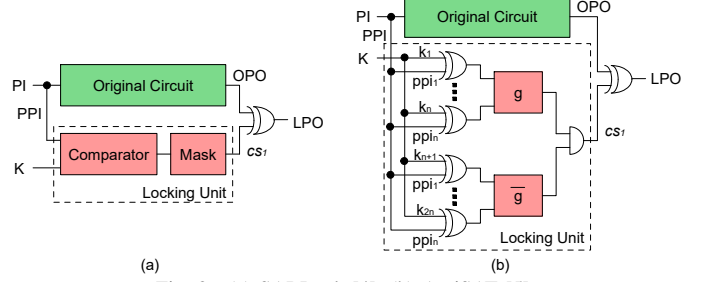 PI
Original Circuit
OPO
PPI
LPO
Comparator
Mask
cs1
K
Locking Unit
(a)
PI
Original Circuit
OPO
PPI
K
k1
ppi1
g
kn
ppin
LPO
cs1
kn+1
ppi1
g
k2n
ppin
Locking Unit
(b)